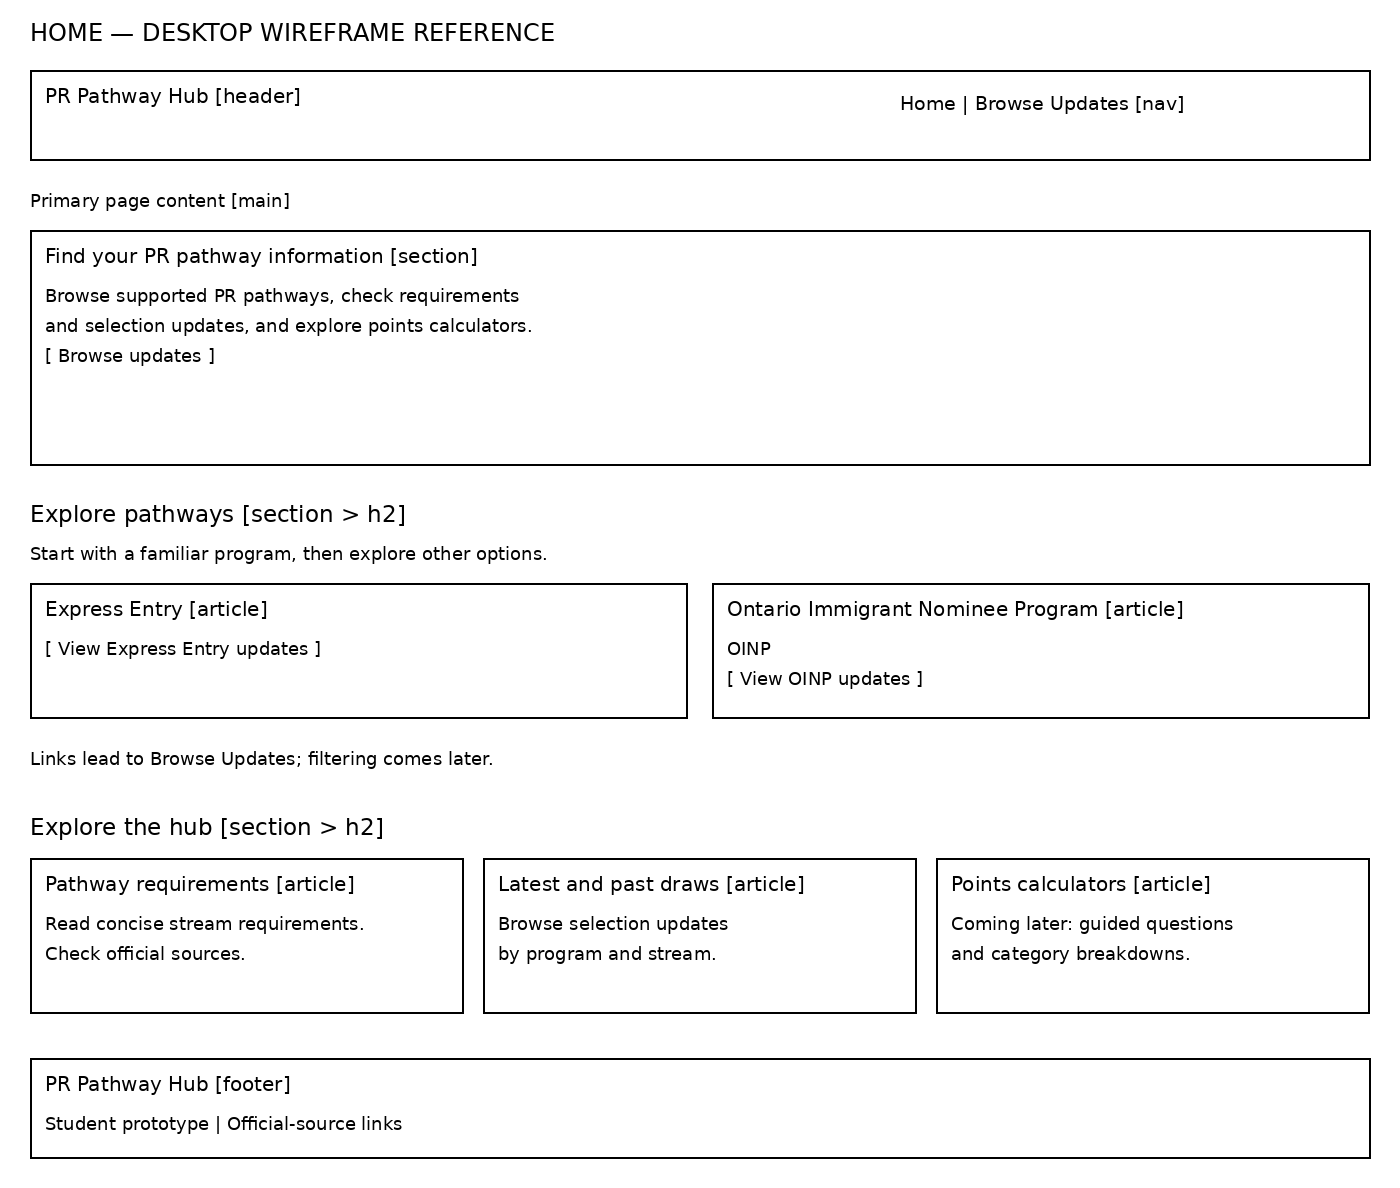 HOME — DESKTOP WIREFRAME REFERENCE
PR Pathway Hub [header]
Home | Browse Updates [nav]
Primary page content [main]
Find your PR pathway information [section]
Browse supported PR pathways, check requirements
and selection updates, and explore points calculators.
[ Browse updates ]
Explore pathways [section > h2]
Start with a familiar program, then explore other options.
Express Entry [article]
[ View Express Entry updates ]
Ontario Immigrant Nominee Program [article]
OINP
[ View OINP updates ]
Links lead to Browse Updates; filtering comes later.
Explore the hub [section > h2]
Pathway requirements [article]
Read concise stream requirements.
Check official sources.
Latest and past draws [article]
Browse selection updates
by program and stream.
Points calculators [article]
Coming later: guided questions
and category breakdowns.
PR Pathway Hub [footer]
Student prototype | Official-source links